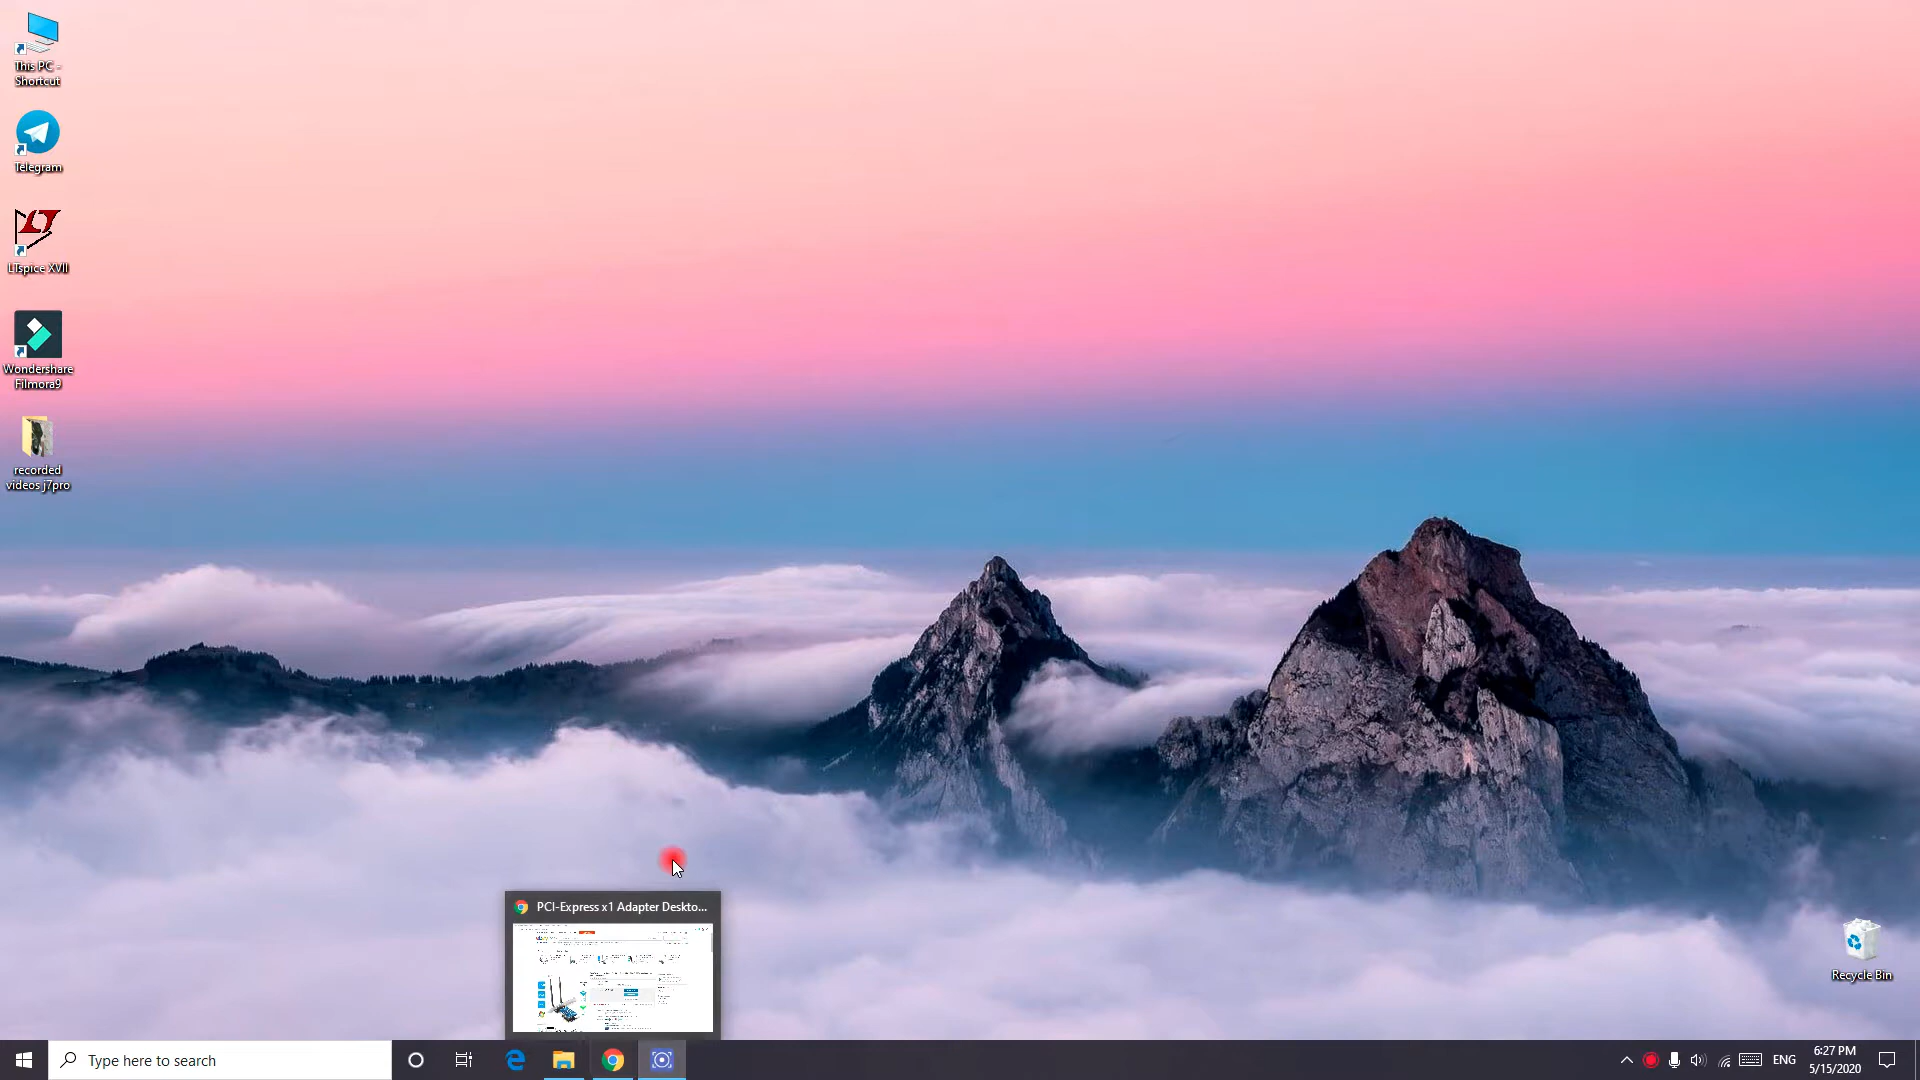 This PC -
Shortcut
Telegram
LTspice XVII
Wondershare
Filmora9
recorded
videos j7pro
PCI-Express x1 Adapter Deskto...
Recycle Bin
Type here to search
ENG
6:27 PM
5/15/2020